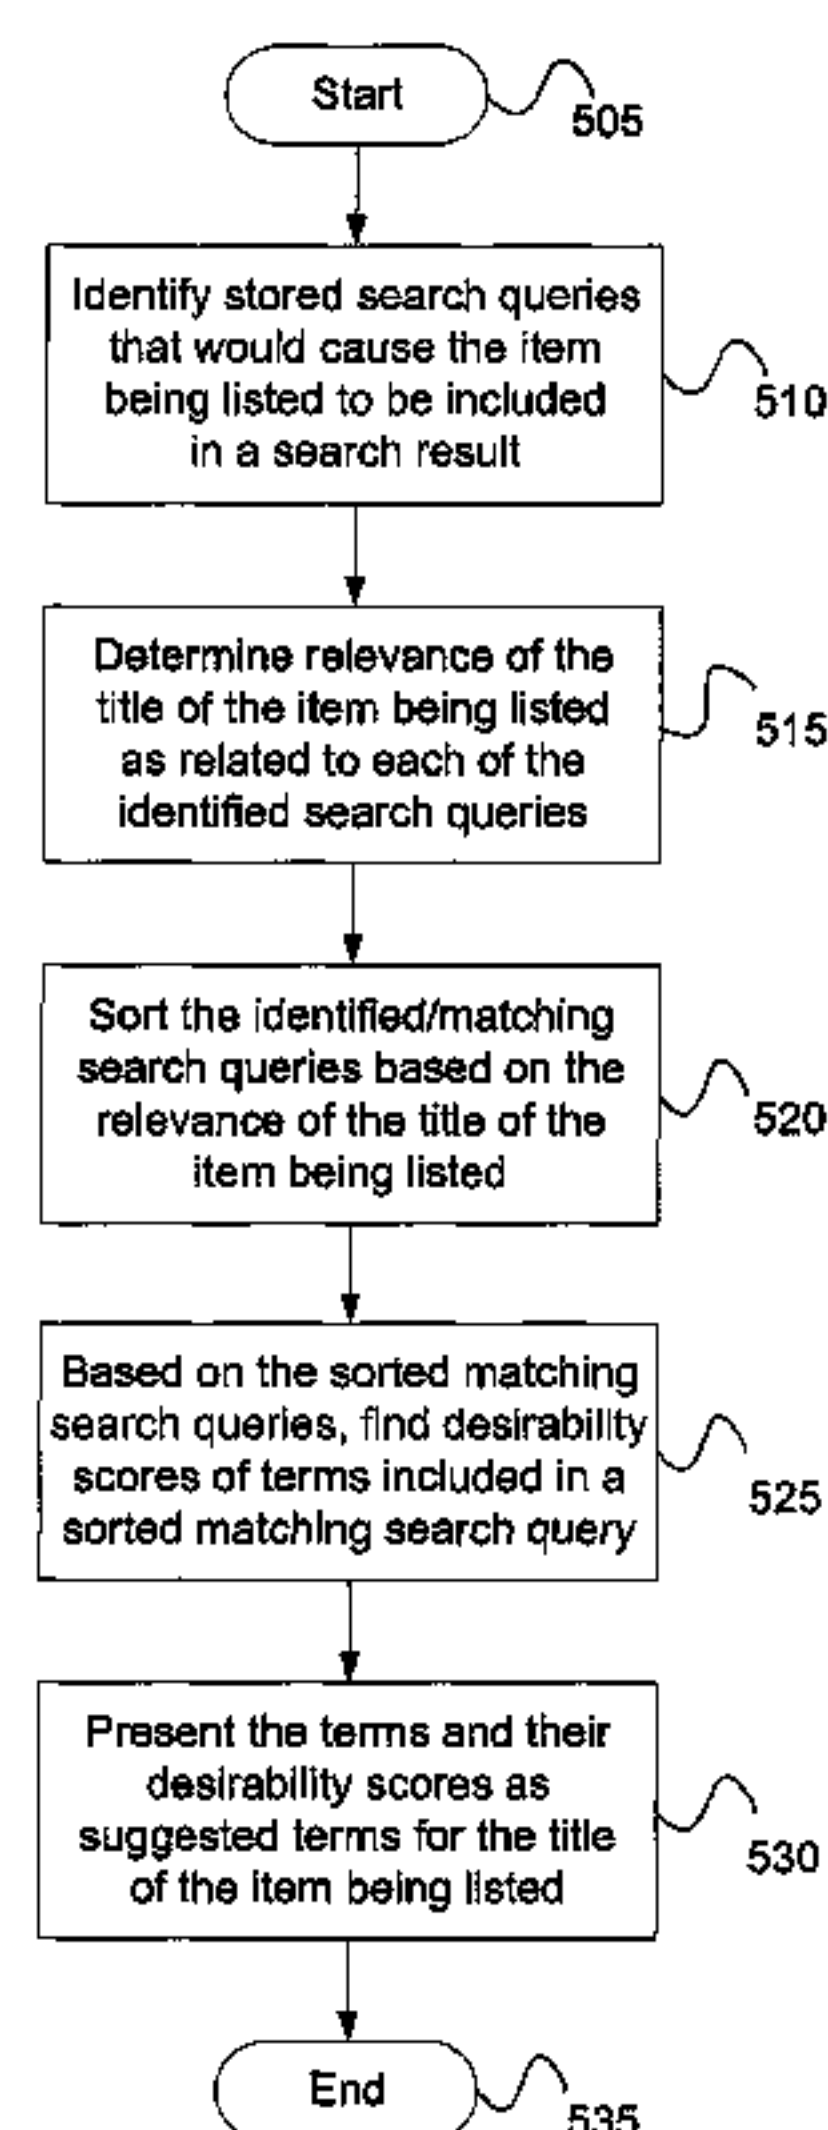 Start
505
Identify stored search queries
that would cause the item
being listed to be included
in a search result
510
Determine relevance of the
title of the item being listed
as related to each of the
identified search queries
515
Sort the identified/matching
search queries based on the
relevance of the title of the
item being listed
520
Based on the sorted matching
search queries, find desirability
scores of terms included in a
sorted matching search query
525
Present the terms and their
desirability scores as
suggested terms for the title
of the item being listed
530
End
535